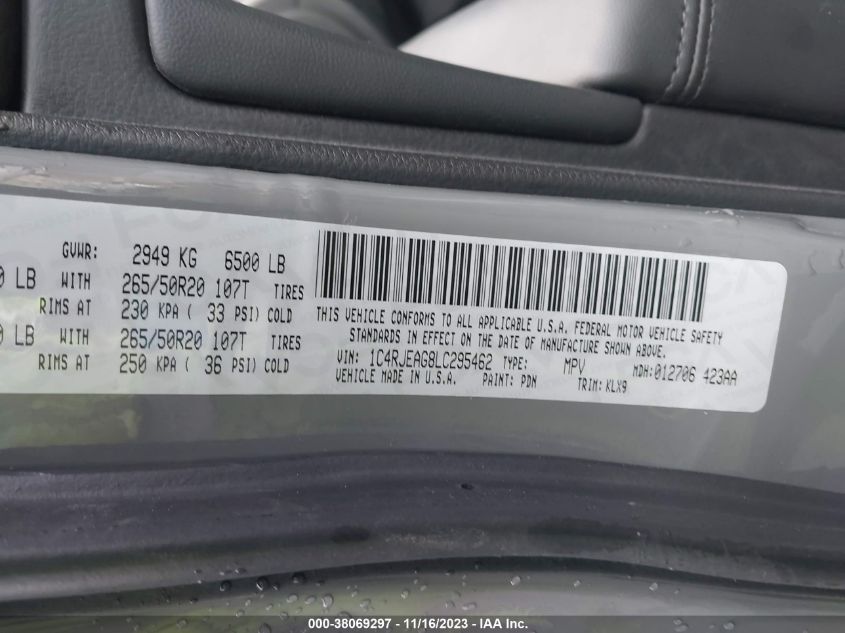 GVWR: 2949 KG 6500 LB
0 LB WITH 265/50R20 107T TIRES
RIMS AT 230 KPA ( 33 PSI) COLD
0 LB WITH 265/50R20 107T TIRES
RIMS AT 250 KPA ( 36 PSI) COLD
THIS VEHICLE CONFORMS TO ALL APPLICABLE U.S.A. FEDERAL MOTOR VEHICLE SAFETY
STANDARDS IN EFFECT ON THE DATE OF MANUFACTURE SHOWN ABOVE.
VIN: 1C4RJEAG8LC295462 TYPE: MPV MDH:012706 423AA
VEHICLE MADE IN U.S.A. PAINT: PDN TRIM: KLX9
000-38069297 - 11/16/2023 - IAA Inc.